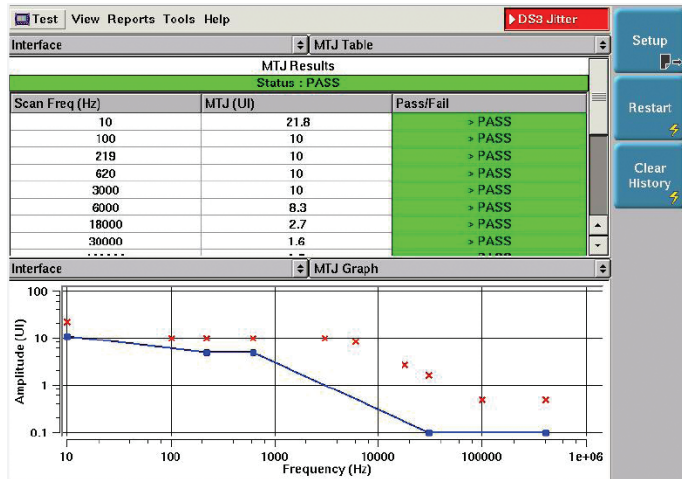 Test View Reports Tools Help DS3 Jitter
Setup
Interface MTJ Table
MTJ Results
Status : PASS
Scan Freq (Hz) MTJ (UI) Pass/Fail
10 21.8 > PASS
100 10 > PASS
219 10 > PASS
620 10 > PASS
3000 10 > PASS
6000 8.3 > PASS
18000 2.7 > PASS
30000 1.6 > PASS
Restart
Clear
History
Interface MTJ Graph
100
10
1
0.1
Amplitude (UI)
10 100 1000 10000 100000 1e+06
Frequency (Hz)